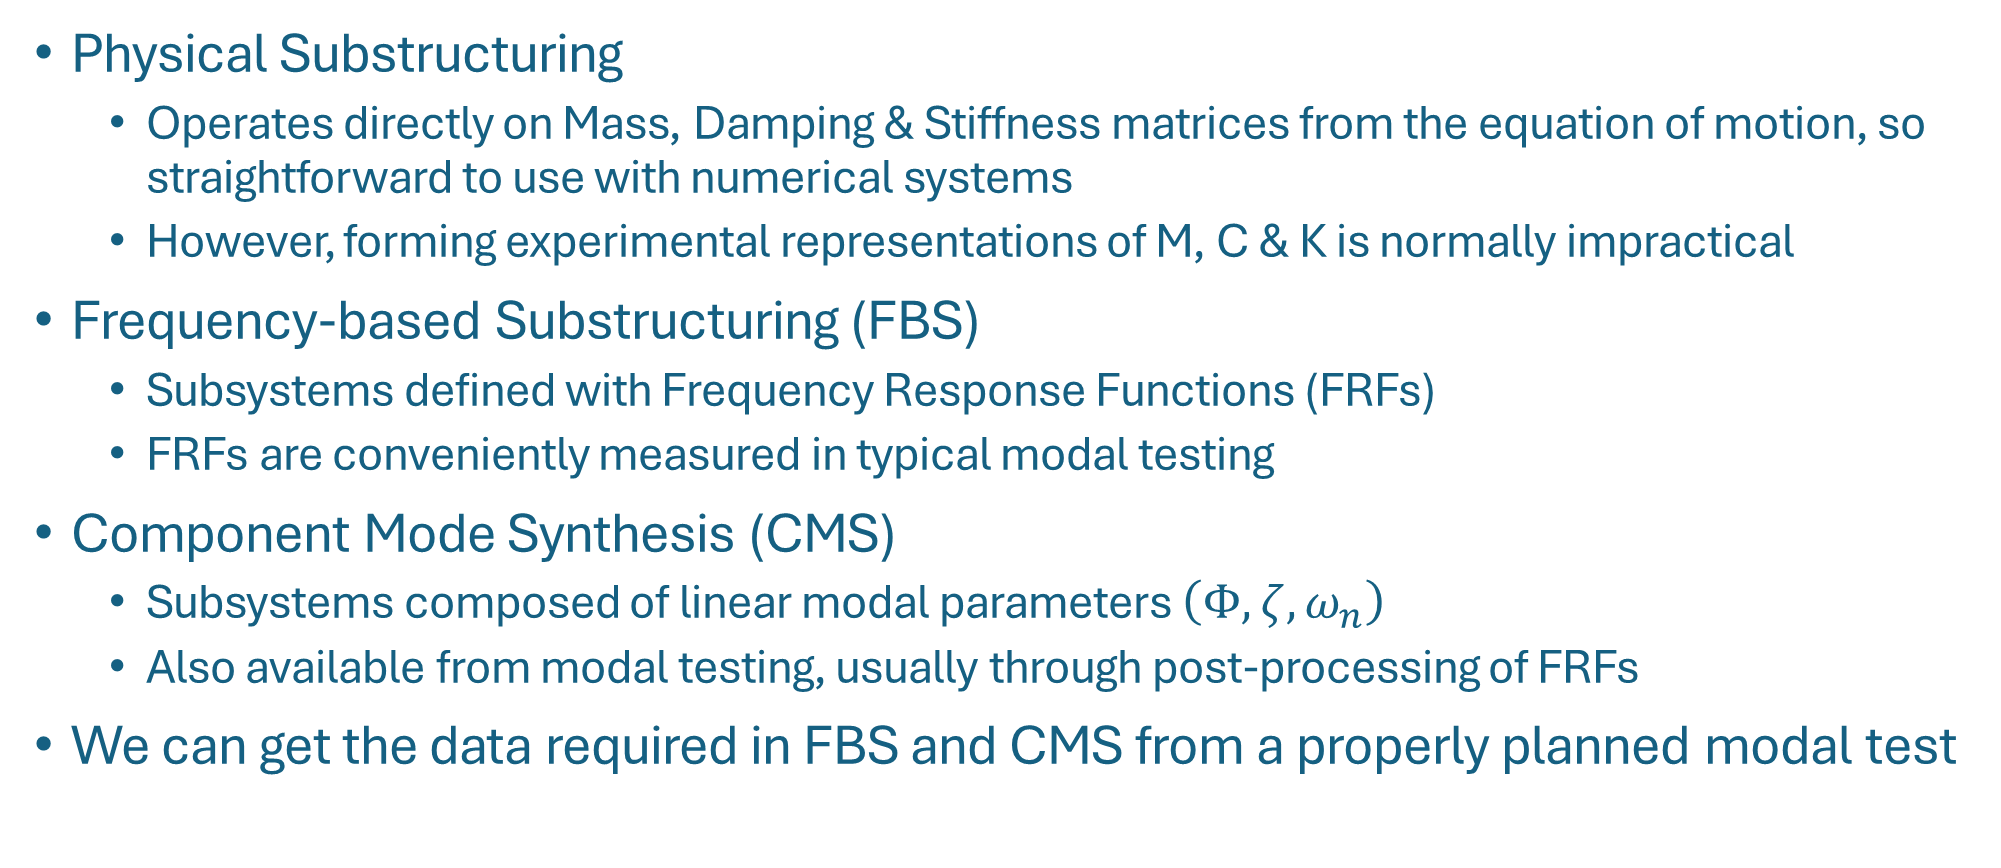 • Physical Substructuring
• Operates directly on Mass, Damping & Stiffness matrices from the equation of motion, so
straightforward to use with numerical systems
• However, forming experimental representations of M, C & K is normally impractical
• Frequency-based Substructuring (FBS)
• Subsystems defined with Frequency Response Functions (FRFs)
• FRFs are conveniently measured in typical modal testing
• Component Mode Synthesis (CMS)
• Subsystems composed of linear modal parameters (Φ, ζ, ωₙ)
• Also available from modal testing, usually through post-processing of FRFs
• We can get the data required in FBS and CMS from a properly planned modal test